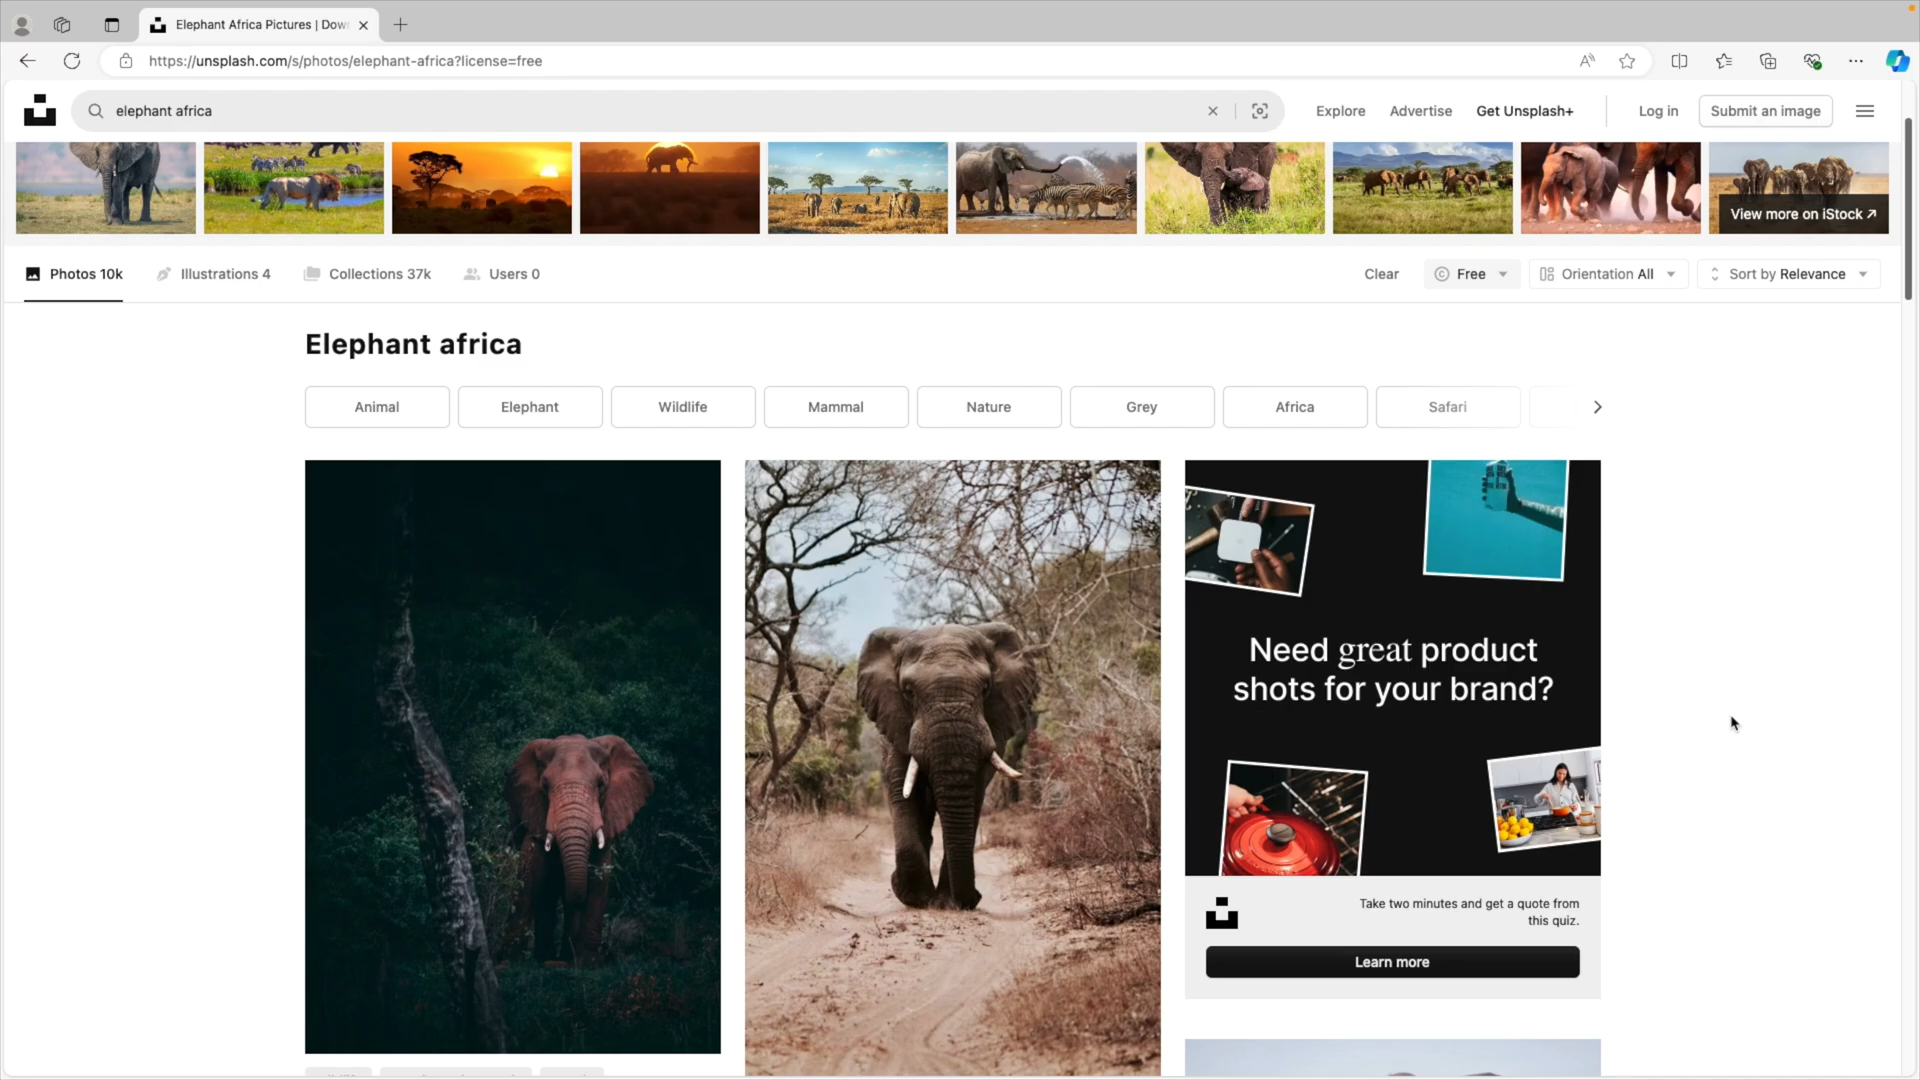 Elephant Africa Pictures | Dow
https://unsplash.com/s/photos/elephant-africa?license=free
elephant africa
Explore
Advertise
Get Unsplash+
Log in
Submit an image
View more on iStock ↗
Photos 10k
Illustrations 4
Collections 37k
Users 0
Clear
Free
Orientation All
Sort by Relevance
Elephant africa
Animal
Elephant
Wildlife
Mammal
Nature
Grey
Africa
Safari
Need great product
shots for your brand?
Take two minutes and get a quote from
this quiz.
Learn more